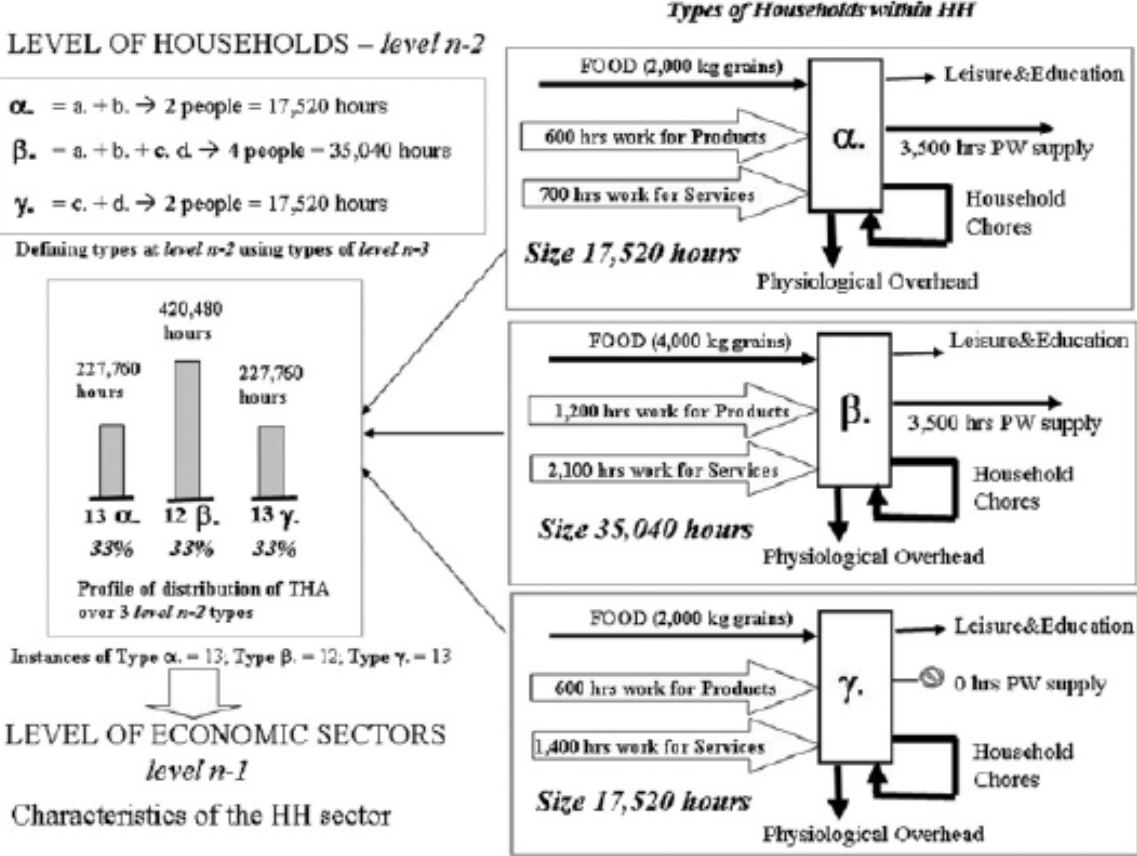 Types of Households within HH
LEVEL OF HOUSEHOLDS – level n-2
α. = a. + b. → 2 people = 17,520 hours
β. = a. + b. + c. d. → 4 people = 35,040 hours
γ. = c. + d. → 2 people = 17,520 hours
Defining types at level n-2 using types of level n-3
420,480
hours
227,760
hours
227,760
hours
13 α. 12 β. 13 γ.
33% 33% 33%
Profile of distribution of THA
over 3 level n-2 types
Instances of Type α. = 13; Type β. = 12; Type γ. = 13
LEVEL OF ECONOMIC SECTORS
level n-1
Characteristics of the HH sector
FOOD (2,000 kg grains)
600 hrs work for Products
700 hrs work for Services
α.
Leisure&Education
3,500 hrs PW supply
Household
Chores
Size 17,520 hours
Physiological Overhead
FOOD (4,000 kg grains)
1,200 hrs work for Products
2,100 hrs work for Services
β.
Leisure&Education
3,500 hrs PW supply
Household
Chores
Size 35,040 hours
Physiological Overhead
FOOD (2,000 kg grains)
600 hrs work for Products
1,400 hrs work for Services
γ.
Leisure&Education
0 hrs PW supply
Household
Chores
Size 17,520 hours
Physiological Overhead